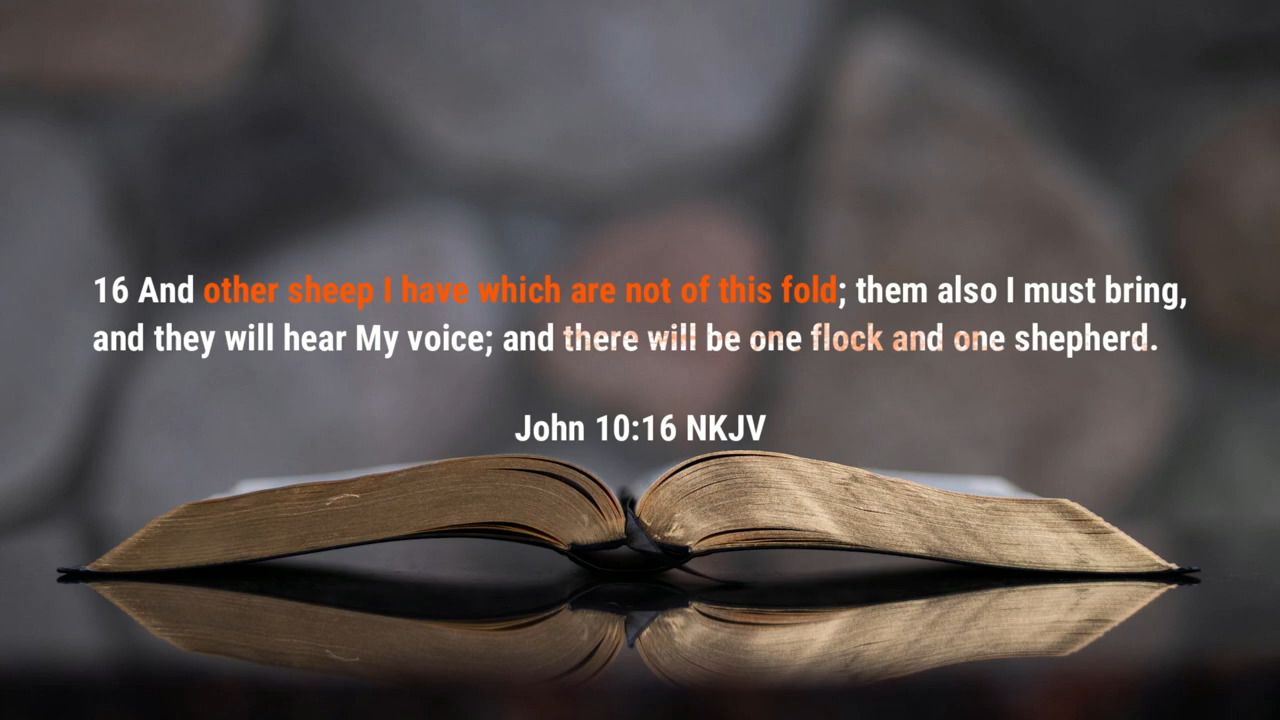 16 And other sheep I have which are not of this fold; them also I must bring,
and they will hear My voice; and there will be one flock and one shepherd.
John 10:16 NKJV